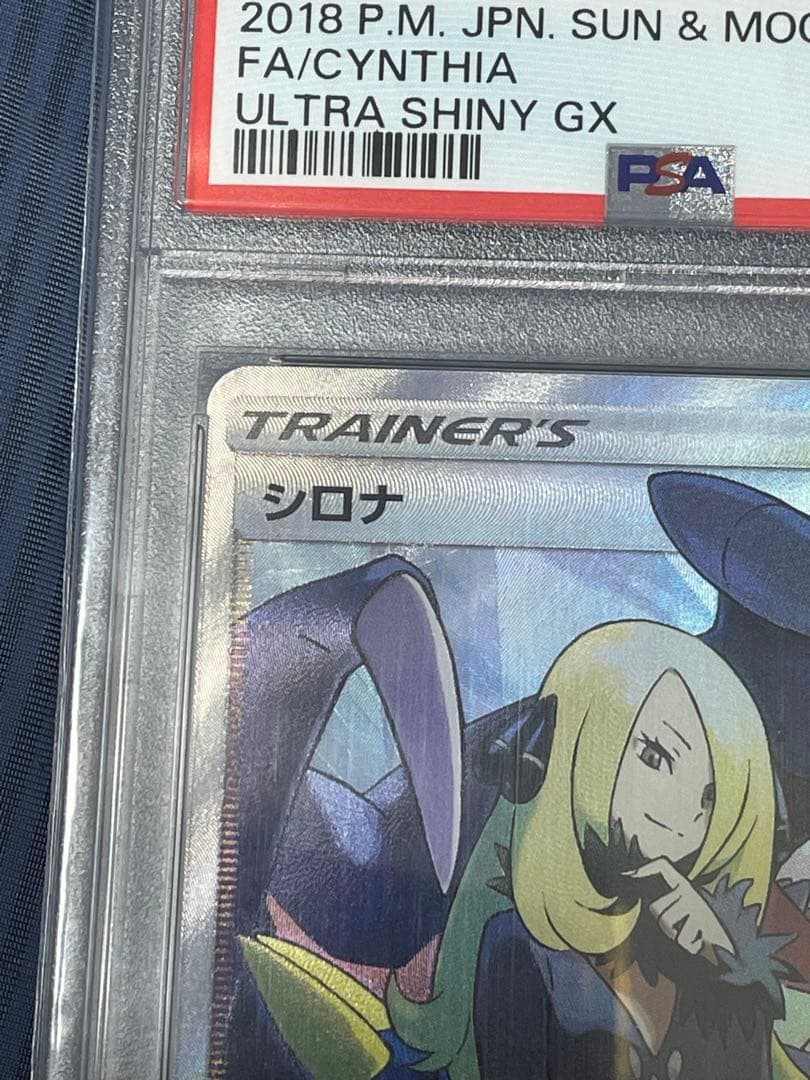 2018 P.M. JPN. SUN & MOO
FA/CYNTHIA
ULTRA SHINY GX
PSA
TRAINER'S
シロナ